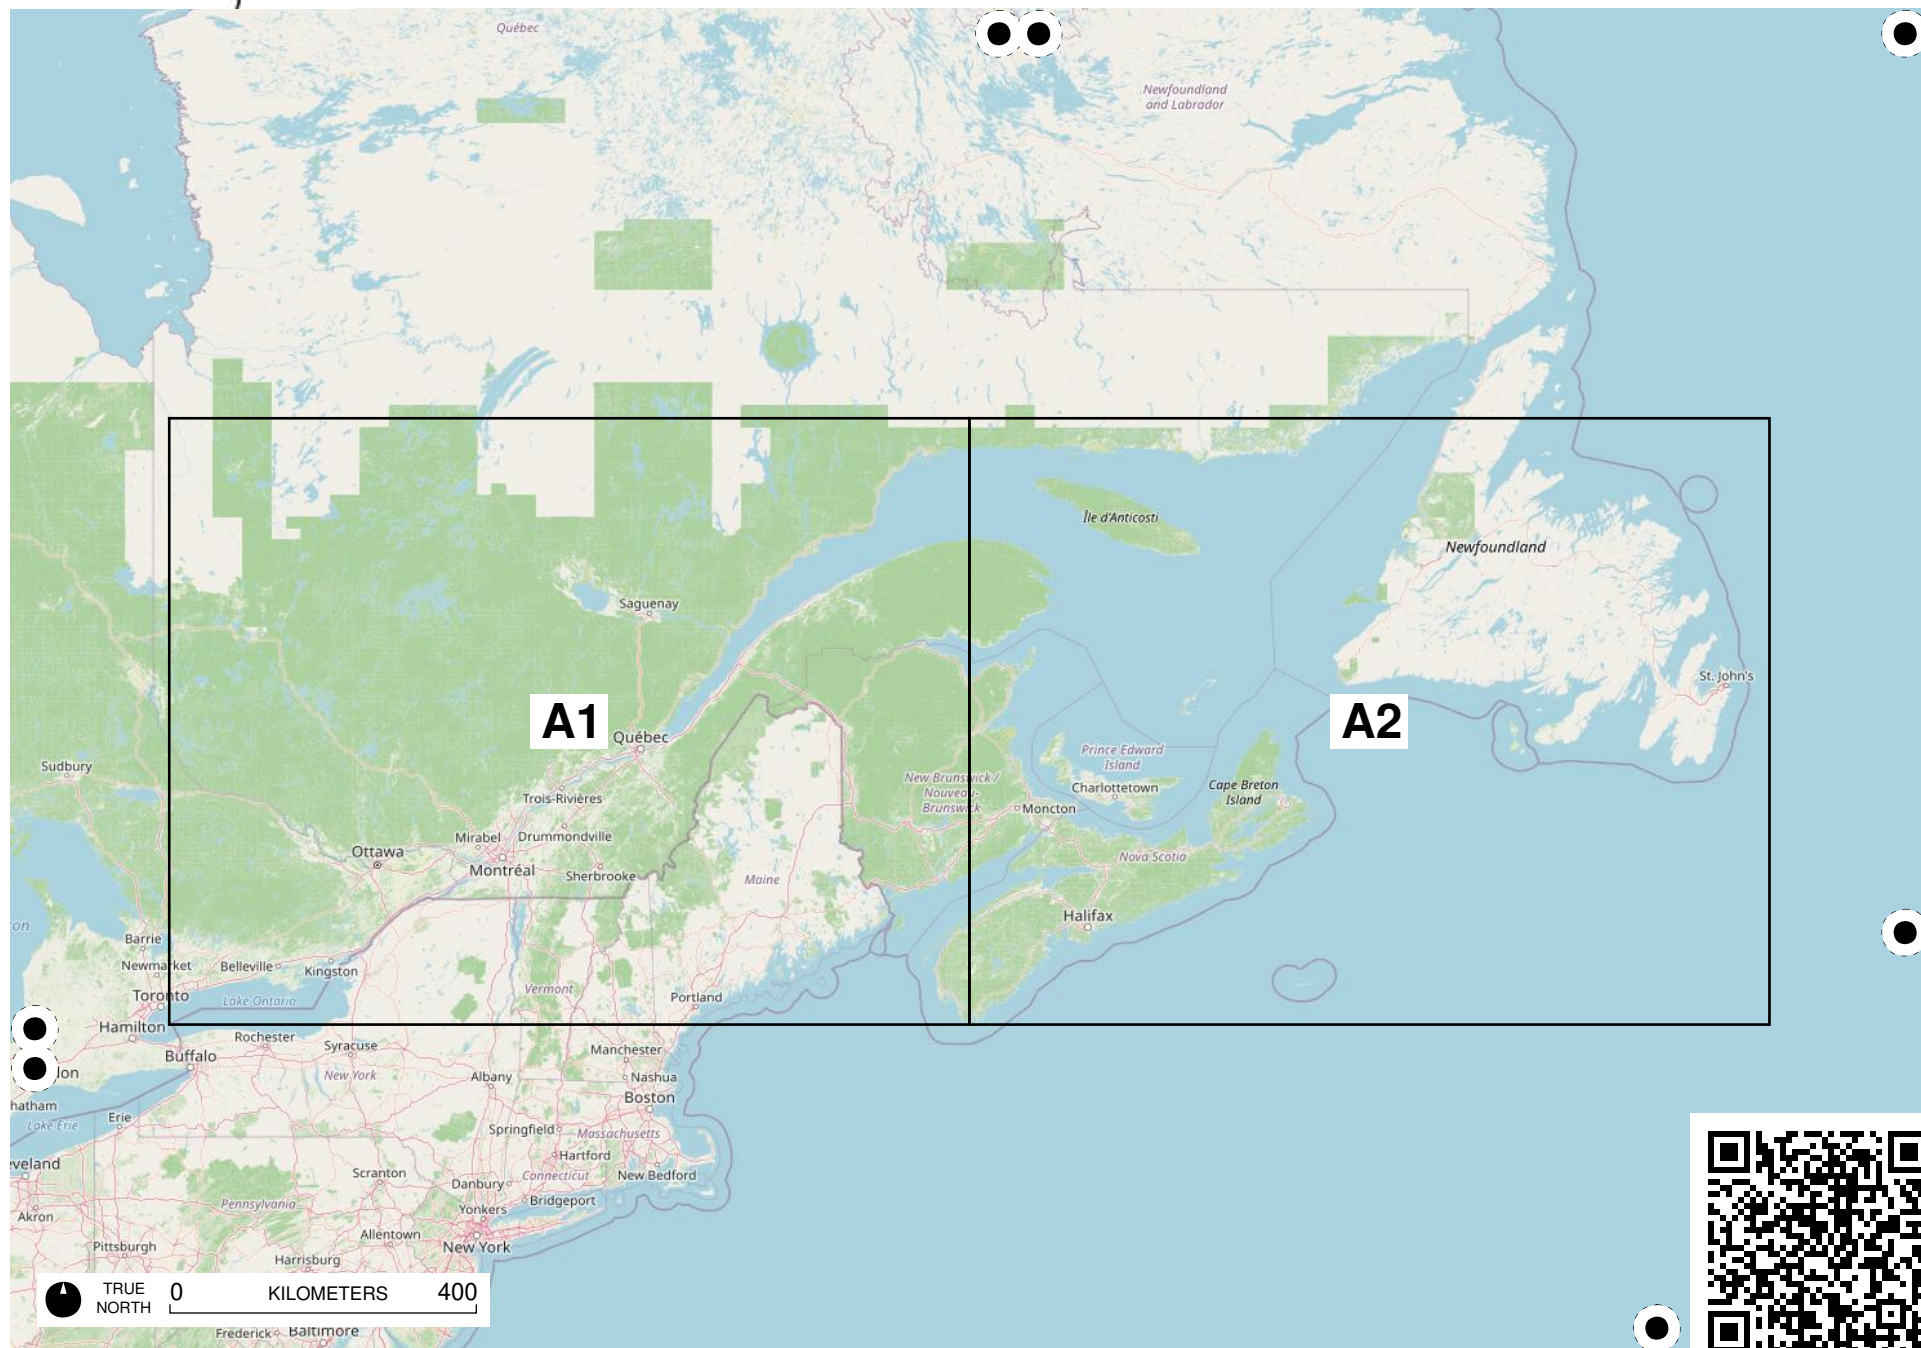 Québec
Newfoundland
and Labrador
Île d'Anticosti
Newfoundland
Saguenay
St. John's
A1
A2
Québec
Sudbury
Prince Edward
Island
New Brunswick /
Nouveau-
Brunswick
Charlottetown
Cape Breton
Island
Trois-Rivières
Moncton
Mirabel
Drummondville
Ottawa
Montréal
Sherbrooke
Nova Scotia
Maine
Halifax
on
Barrie
Newmarket
Belleville
Kingston
Vermont
Toronto
Lake Ontario
Portland
Hamilton
Rochester
Syracuse
Manchester
Buffalo
don
New York
Albany
Nashua
Boston
hatham
Lake Erie
Erie
Springfield
Massachusetts
Hartford
veland
Scranton
Danbury
Connecticut
New Bedford
Pennsylvania
Yonkers
Bridgeport
Akron
Allentown
Pittsburgh
New York
Harrisburg
TRUE
NORTH
0
KILOMETERS
400
Frederick
Baltimore